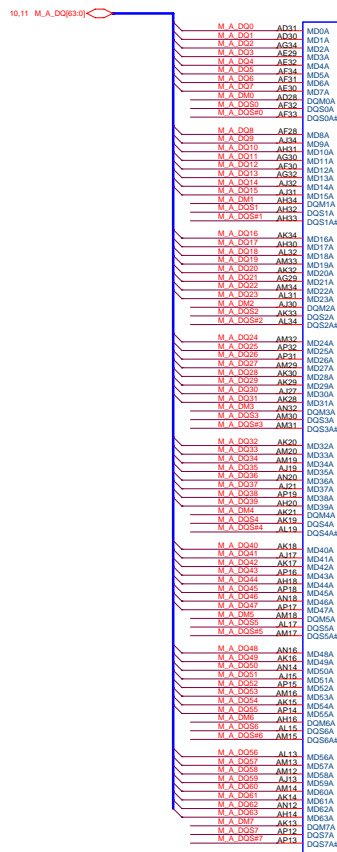 10,11 M_A_DQ[63:0]
M_A_DQ0 AD31 MD0A
M_A_DQ1 AD30 MD1A
M_A_DQ2 AG34 MD2A
M_A_DQ3 AE29 MD3A
M_A_DQ4 AE32 MD4A
M_A_DQ5 AF34 MD5A
M_A_DQ6 AF31 MD6A
M_A_DQ7 AE30 MD7A
M_A_DM0 AD28 DQM0A
M_A_DQS0 AF32 DQS0A
M_A_DQS#0 AF33 DQS0A#
M_A_DQ8 AF28 MD8A
M_A_DQ9 AJ34 MD9A
M_A_DQ10 AH31 MD10A
M_A_DQ11 AG30 MD11A
M_A_DQ12 AF30 MD12A
M_A_DQ13 AG32 MD13A
M_A_DQ14 AJ32 MD14A
M_A_DQ15 AJ31 MD15A
M_A_DM1 AH34 DQM1A
M_A_DQS1 AH32 DQS1A
M_A_DQS#1 AH33 DQS1A#
M_A_DQ16 AK34 MD16A
M_A_DQ17 AH30 MD17A
M_A_DQ18 AL32 MD18A
M_A_DQ19 AM33 MD19A
M_A_DQ20 AK32 MD20A
M_A_DQ21 AG29 MD21A
M_A_DQ22 AM34 MD22A
M_A_DQ23 AL31 MD23A
M_A_DM2 AJ30 DQM2A
M_A_DQS2 AK33 DQS2A
M_A_DQS#2 AL34 DQS2A#
M_A_DQ24 AM32 MD24A
M_A_DQ25 AP32 MD25A
M_A_DQ26 AP31 MD26A
M_A_DQ27 AM29 MD27A
M_A_DQ28 AK30 MD28A
M_A_DQ29 AK29 MD29A
M_A_DQ30 AJ27 MD30A
M_A_DQ31 AK28 MD31A
M_A_DM3 AN32 DQM3A
M_A_DQS3 AM30 DQS3A
M_A_DQS#3 AM31 DQS3A#
M_A_DQ32 AK20 MD32A
M_A_DQ33 AM20 MD33A
M_A_DQ34 AM19 MD34A
M_A_DQ35 AJ19 MD35A
M_A_DQ36 AN20 MD36A
M_A_DQ37 AJ21 MD37A
M_A_DQ38 AP19 MD38A
M_A_DQ39 AH20 MD39A
M_A_DM4 AK21 DQM4A
M_A_DQS4 AK19 DQS4A
M_A_DQS#4 AL19 DQS4A#
M_A_DQ40 AK18 MD40A
M_A_DQ41 AJ17 MD41A
M_A_DQ42 AK17 MD42A
M_A_DQ43 AP16 MD43A
M_A_DQ44 AH18 MD44A
M_A_DQ45 AP18 MD45A
M_A_DQ46 AN18 MD46A
M_A_DQ47 AP17 MD47A
M_A_DM5 AM18 DQM5A
M_A_DQS5 AL17 DQS5A
M_A_DQS#5 AM17 DQS5A#
M_A_DQ48 AN16 MD48A
M_A_DQ49 AK16 MD49A
M_A_DQ50 AN14 MD50A
M_A_DQ51 AJ15 MD51A
M_A_DQ52 AP15 MD52A
M_A_DQ53 AM16 MD53A
M_A_DQ54 AK15 MD54A
M_A_DQ55 AP14 MD55A
M_A_DM6 AH16 DQM6A
M_A_DQS6 AL15 DQS6A
M_A_DQS#6 AM15 DQS6A#
M_A_DQ56 AL13 MD56A
M_A_DQ57 AM13 MD57A
M_A_DQ58 AM12 MD58A
M_A_DQ59 AJ13 MD59A
M_A_DQ60 AM14 MD60A
M_A_DQ61 AK14 MD61A
M_A_DQ62 AN12 MD62A
M_A_DQ63 AH14 MD63A
M_A_DM7 AK13 DQM7A
M_A_DQS7 AP12 DQS7A
M_A_DQS#7 AP13 DQS7A#